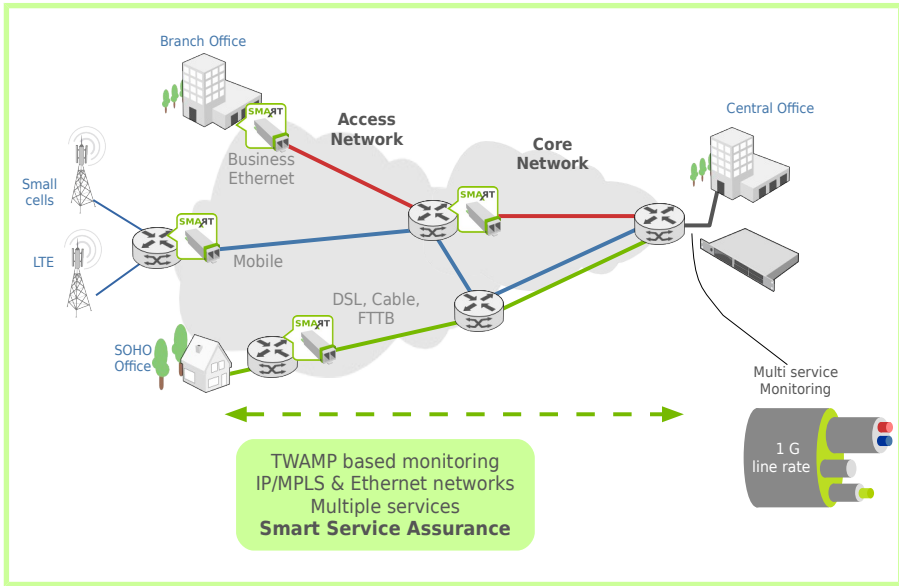 Branch Office
SMART
Access
Network
Business
Ethernet
Core
Network
Central Office
SMART
Small
cells
SMART
LTE
Mobile
DSL, Cable,
FTTB
SMART
SOHO
Office
Multi service
Monitoring
1 G
line rate
TWAMP based monitoring
IP/MPLS & Ethernet networks
Multiple services
Smart Service Assurance